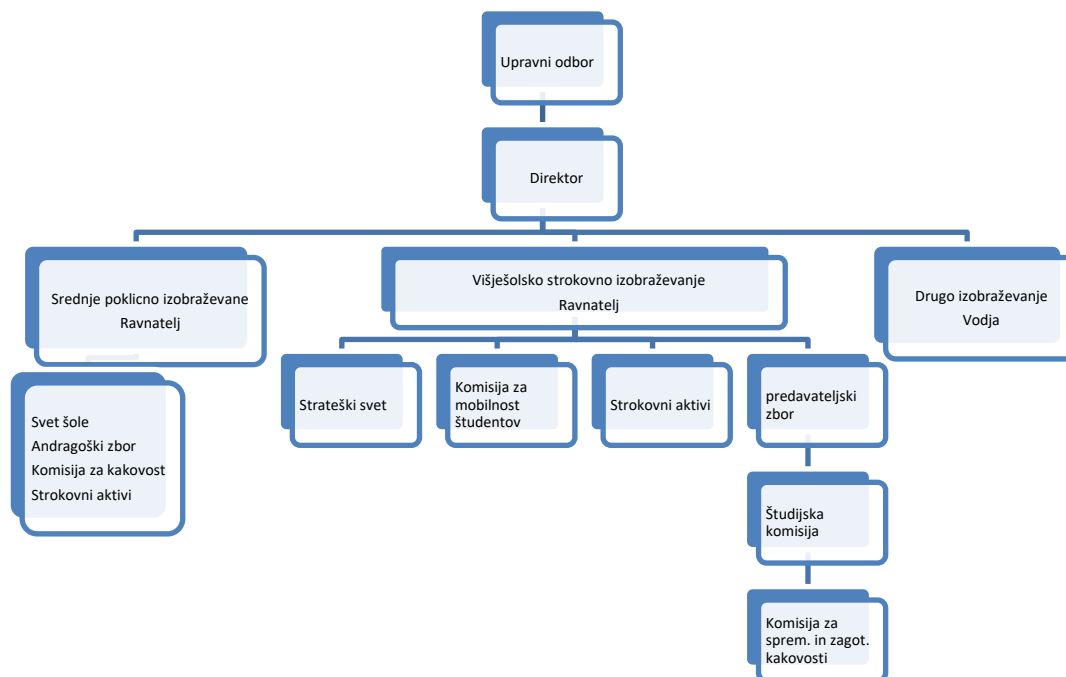 Upravni odbor
Direktor
Srednje poklicno izobraževane
Ravnatelj
Višješolsko strokovno izobraževanje
Ravnatelj
Drugo izobraževanje
Vodja
Svet šole
Andragoški zbor
Komisija za kakovost
Strokovni aktivi
Strateški svet
Komisija za
mobilnost
študentov
Strokovni aktivi
predavateljski
zbor
Študijska
komisija
Komisija za
sprem. in zagot.
kakovosti